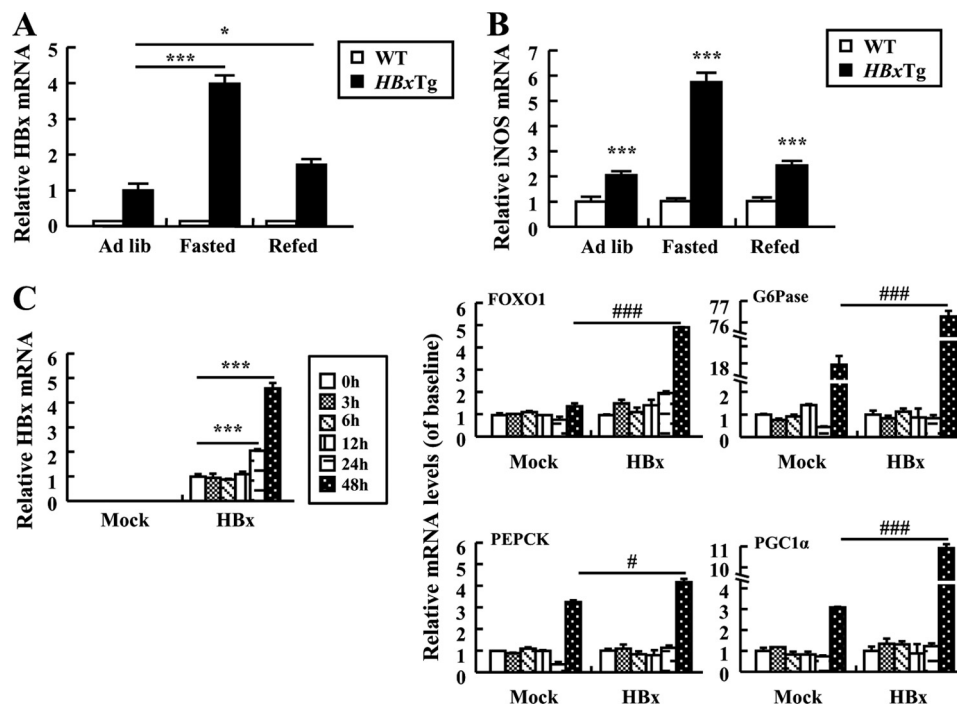 A
Relative HBx mRNA
5
4
3
2
1
0
*
***
WT
HBxTg
Ad lib Fasted Refed
B
Relative iNOS mRNA
7
6
5
4
3
2
1
0
***
***
***
WT
HBxTg
Ad lib Fasted Refed
C
Relative HBx mRNA
6
5
4
3
2
1
0
***
***
Mock HBx
0h
3h
6h
12h
24h
48h
Relative mRNA levels (of baseline)
FOXO1
6
5
4
2
1
0
###
Mock HBx
G6Pase
77
76
18
2
1
0
###
Mock HBx
PEPCK
6
5
4
2
1
0
#
Mock HBx
PGC1α
11
10
4
3
2
1
0
###
Mock HBx